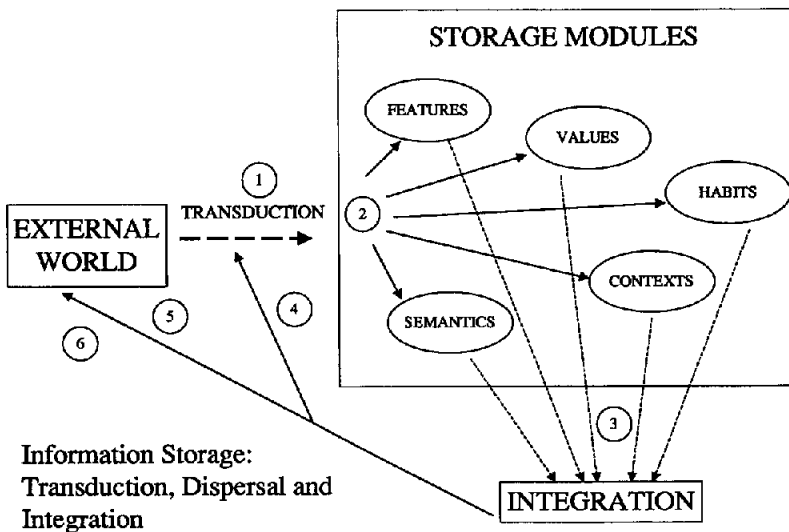 STORAGE MODULES
FEATURES
VALUES
1
TRANSDUCTION
2
HABITS
EXTERNAL
WORLD
CONTEXTS
SEMANTICS
5
4
6
3
Information Storage:
Transduction, Dispersal and
Integration
INTEGRATION